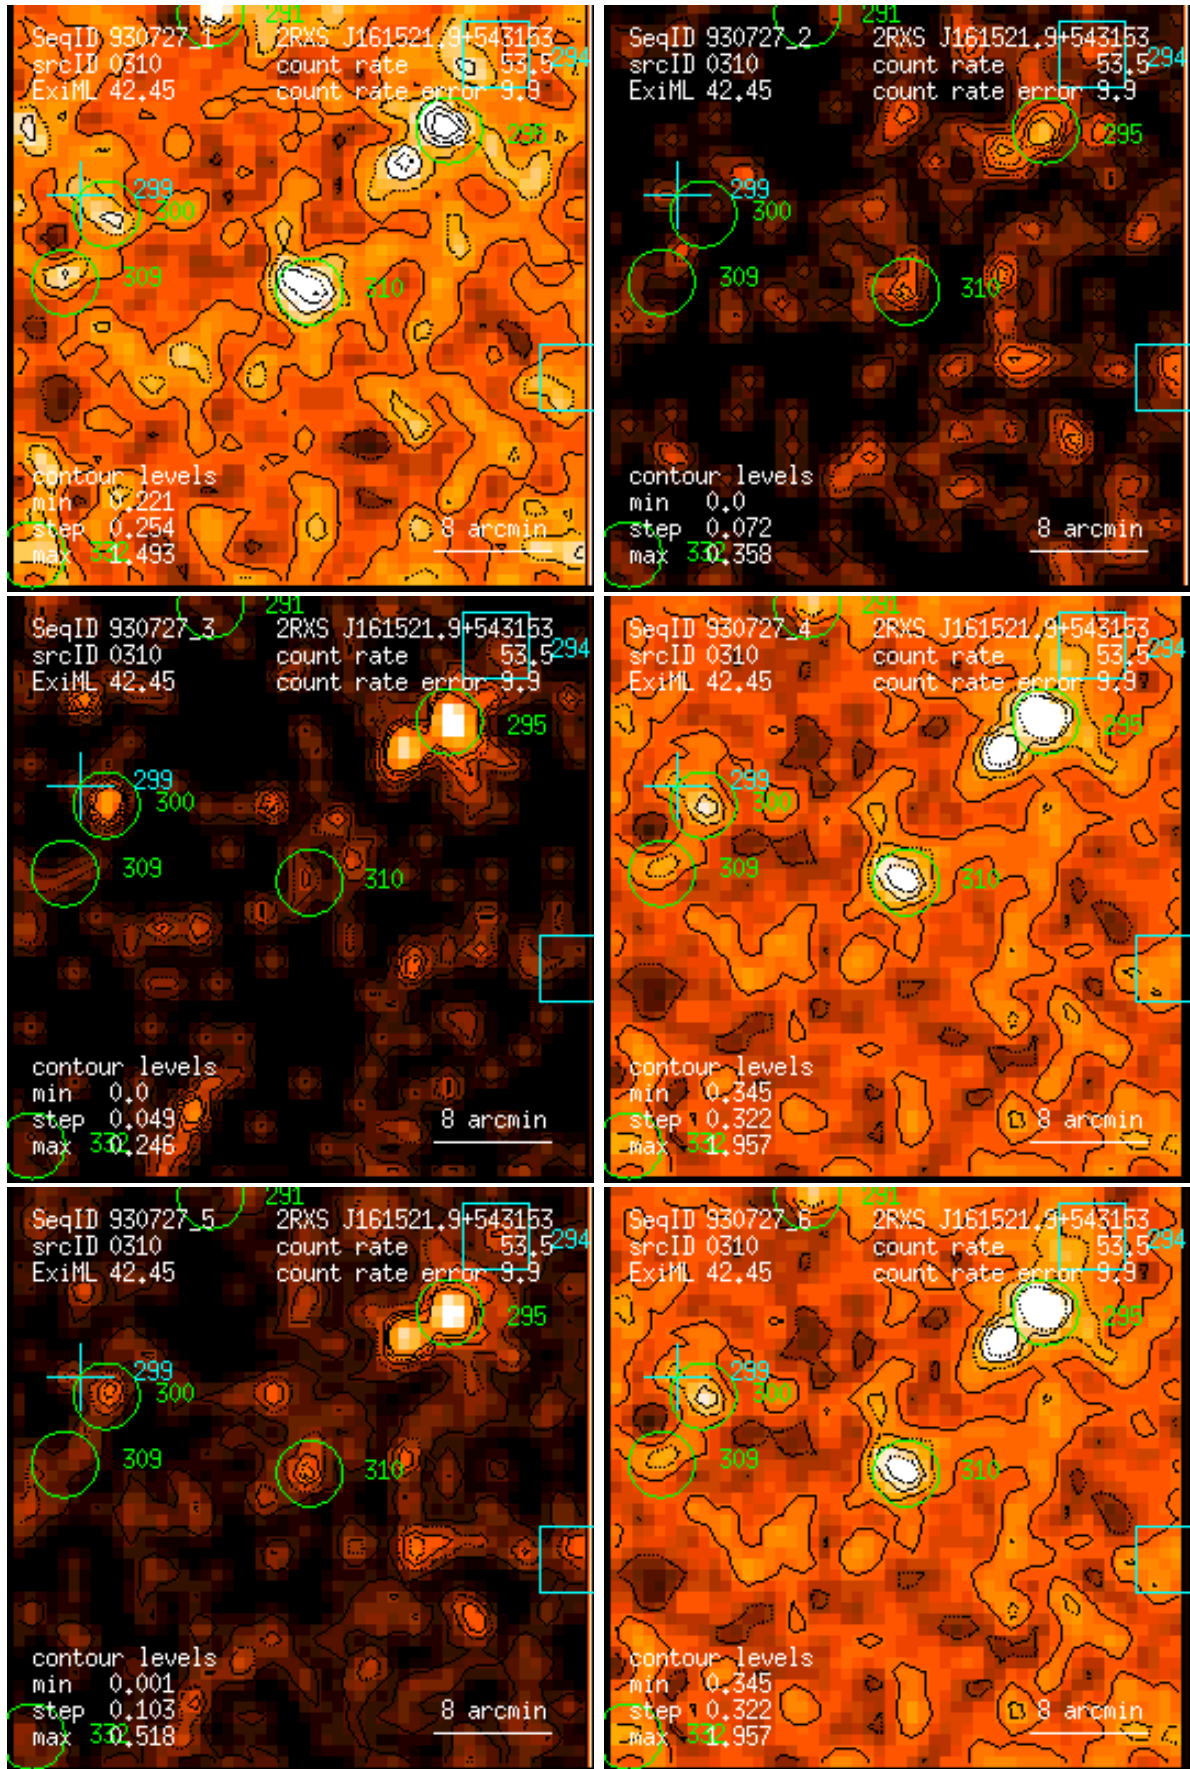 291
SeqID 930727_1 2RXS J161521.9+543153
srcID 0310 count rate 53.5 294
ExiML 42.45 count rate error 9.9
295
299
300
309
310
contour levels
min 0.221
step 0.254 8 arcmin
max 332 1.493
291
SeqID 930727_2 2RXS J161521.9+543153
srcID 0310 count rate 53.5 294
ExiML 42.45 count rate error 9.9
295
299
300
309
310
contour levels
min 0.0
step 0.072 8 arcmin
max 332 0.358
291
SeqID 930727_3 2RXS J161521.9+543153
srcID 0310 count rate 53.5 294
ExiML 42.45 count rate error 9.9
295
299
300
309
310
contour levels
min 0.0
step 0.049 8 arcmin
max 332 0.246
291
SeqID 930727_4 2RXS J161521.9+543153
srcID 0310 count rate 53.5 294
ExiML 42.45 count rate error 9.9
295
299
300
309
310
contour levels
min 0.345
step 0.322 8 arcmin
max 332 1.957
291
SeqID 930727_5 2RXS J161521.9+543153
srcID 0310 count rate 53.5 294
ExiML 42.45 count rate error 9.9
295
299
300
309
310
contour levels
min 0.001
step 0.103 8 arcmin
max 332 0.518
291
SeqID 930727_6 2RXS J161521.9+543153
srcID 0310 count rate 53.5 294
ExiML 42.45 count rate error 9.9
295
299
300
309
310
contour levels
min 0.345
step 0.322 8 arcmin
max 332 1.957